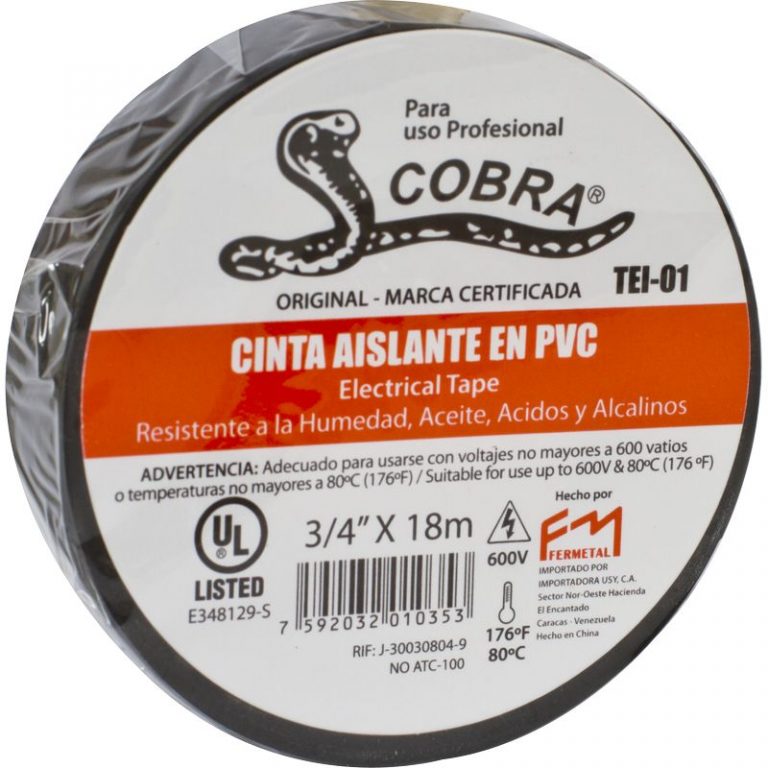 Para
uso Profesional
COBRA®
ORIGINAL - MARCA CERTIFICADA
TEI-01
CINTA AISLANTE EN PVC
Electrical Tape
Resistente a la Humedad, Aceite, Acidos y Alcalinos
ADVERTENCIA: Adecuado para usarse con voltajes no mayores a 600 vatios
o temperaturas no mayores a 80ºC (176ºF) / Suitable for use up to 600V & 80ºC (176 ºF)
UL
LISTED
E348129-S
3/4” X 18m
7 592032 010353
RIF: J-30030804-9
NO ATC-100
600V
176ºF
80ºC
Hecho por
FM
FERMETAL
IMPORTADO POR
IMPORTADORA USY, C.A.
Sector Nor-Oeste Hacienda
El Encantado
Caracas - Venezuela
Hecho en China